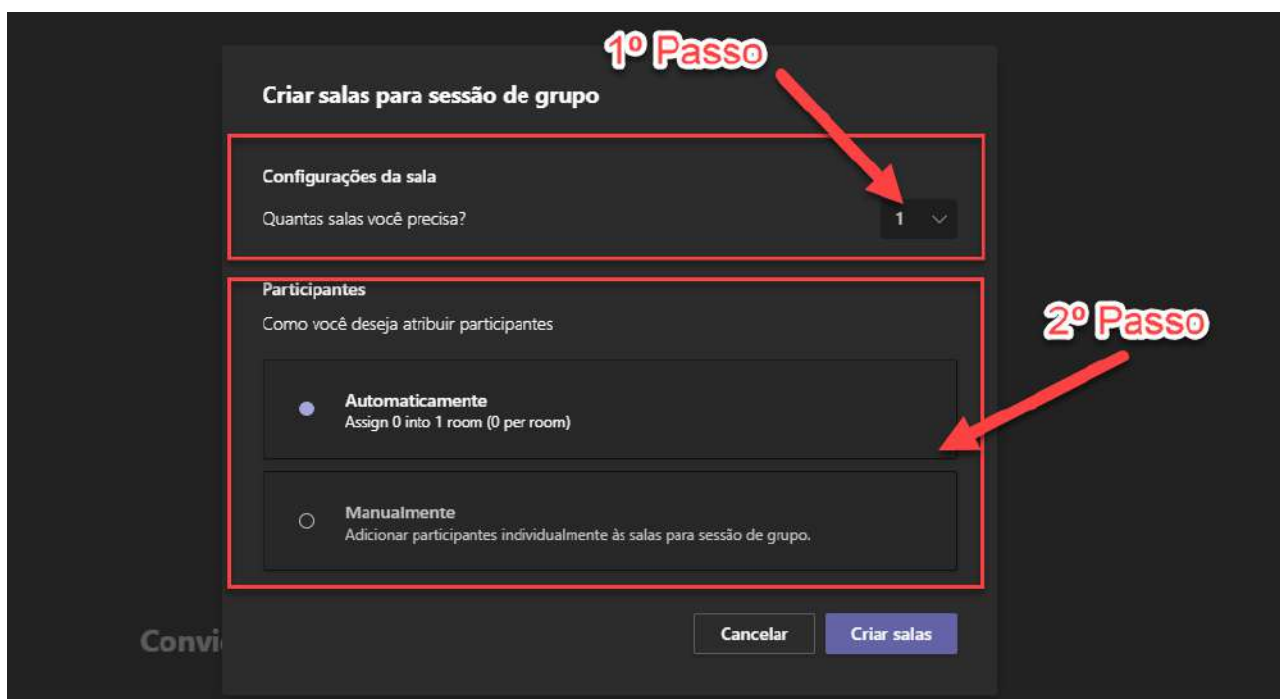 1º Passo
Criar salas para sessão de grupo
Configurações da sala
Quantas salas você precisa?
1
Participantes
Como você deseja atribuir participantes
2º Passo
Automaticamente
Assign 0 into 1 room (0 per room)
Manualmente
Adicionar participantes individualmente às salas para sessão de grupo.
Cancelar
Criar salas
Convi